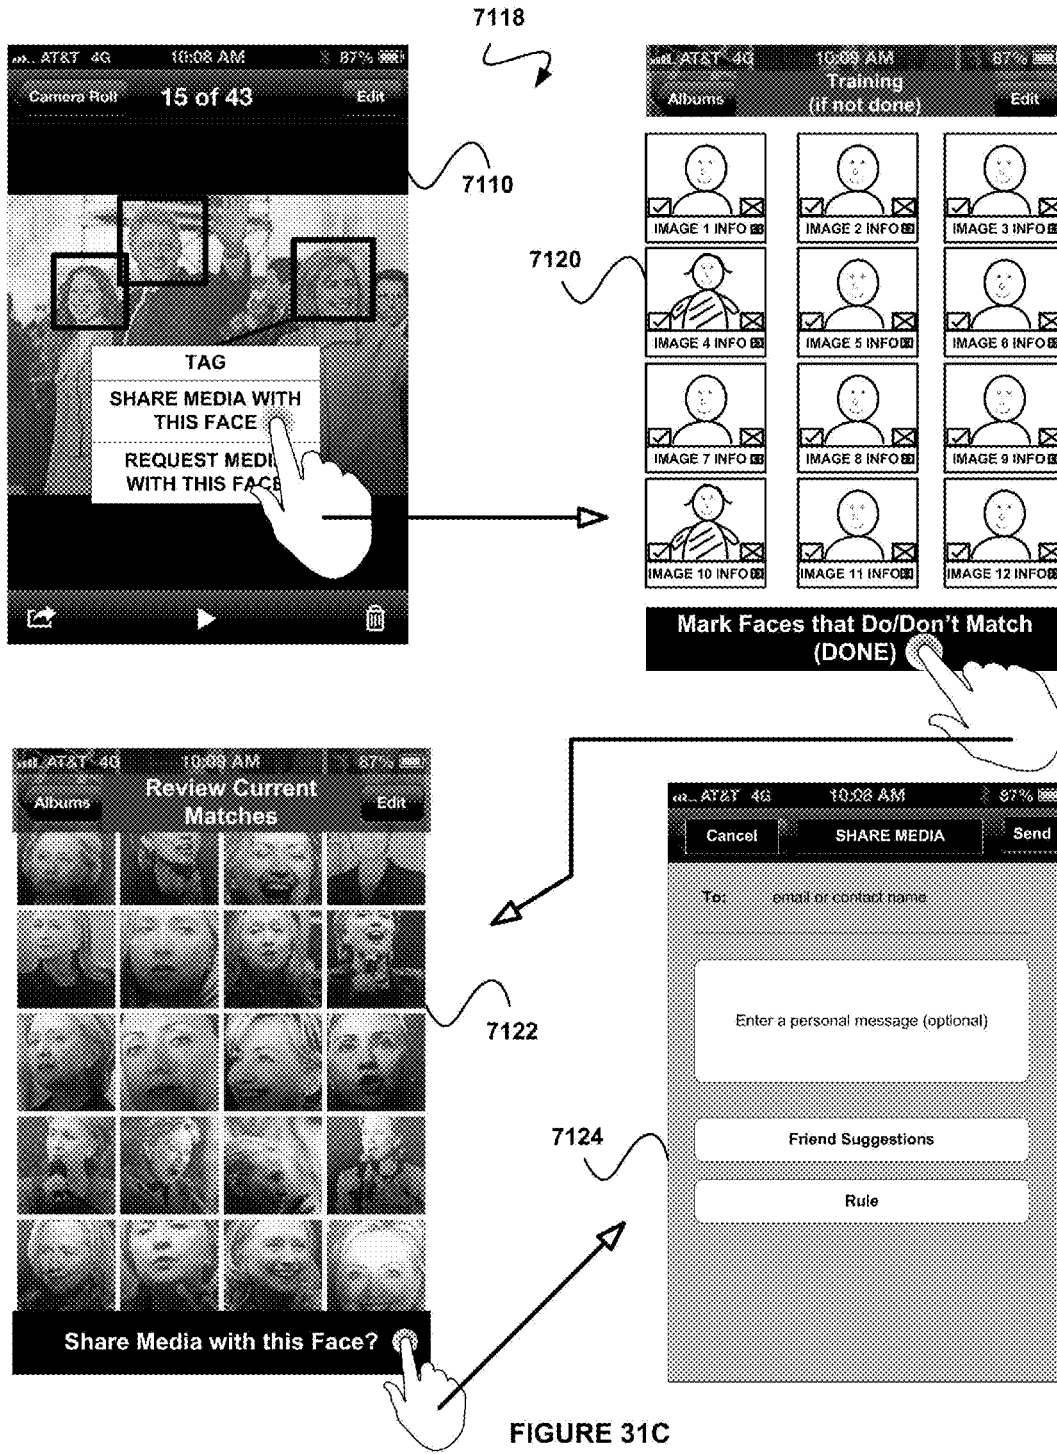 7118
AT&T 4G 10:08 AM 87%
Camera Roll 15 of 43 Edit
7110
TAG
SHARE MEDIA WITH
THIS FACE
REQUEST MEDI
WITH THIS FACE
AT&T 4G 10:09 AM 87%
Albums Training Edit
(if not done)
7120
IMAGE 1 INFO IMAGE 2 INFO IMAGE 3 INFO
IMAGE 4 INFO IMAGE 5 INFO IMAGE 6 INFO
IMAGE 7 INFO IMAGE 8 INFO IMAGE 9 INFO
IMAGE 10 INFO IMAGE 11 INFO IMAGE 12 INFO
Mark Faces that Do/Don't Match
(DONE)
AT&T 4G 10:09 AM 87%
Albums Review Current Edit
Matches
7122
Share Media with this Face?
AT&T 4G 10:08 AM 87%
Cancel SHARE MEDIA Send
To: email or contact name
Enter a personal message (optional)
7124
Friend Suggestions
Rule
FIGURE 31C